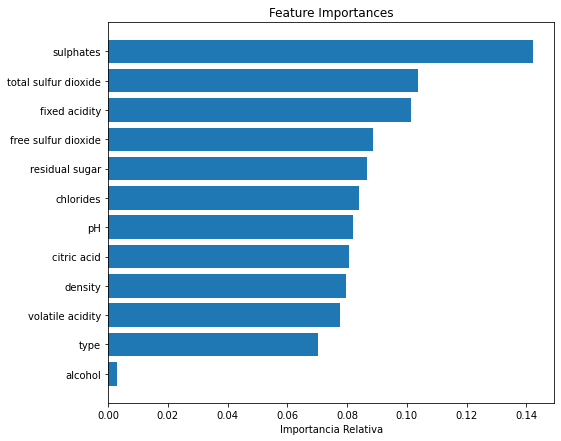 Feature Importances
sulphates
total sulfur dioxide
fixed acidity
free sulfur dioxide
residual sugar
chlorides
pH
citric acid
density
volatile acidity
type
alcohol
0.00 0.02 0.04 0.06 0.08 0.10 0.12 0.14
Importancia Relativa